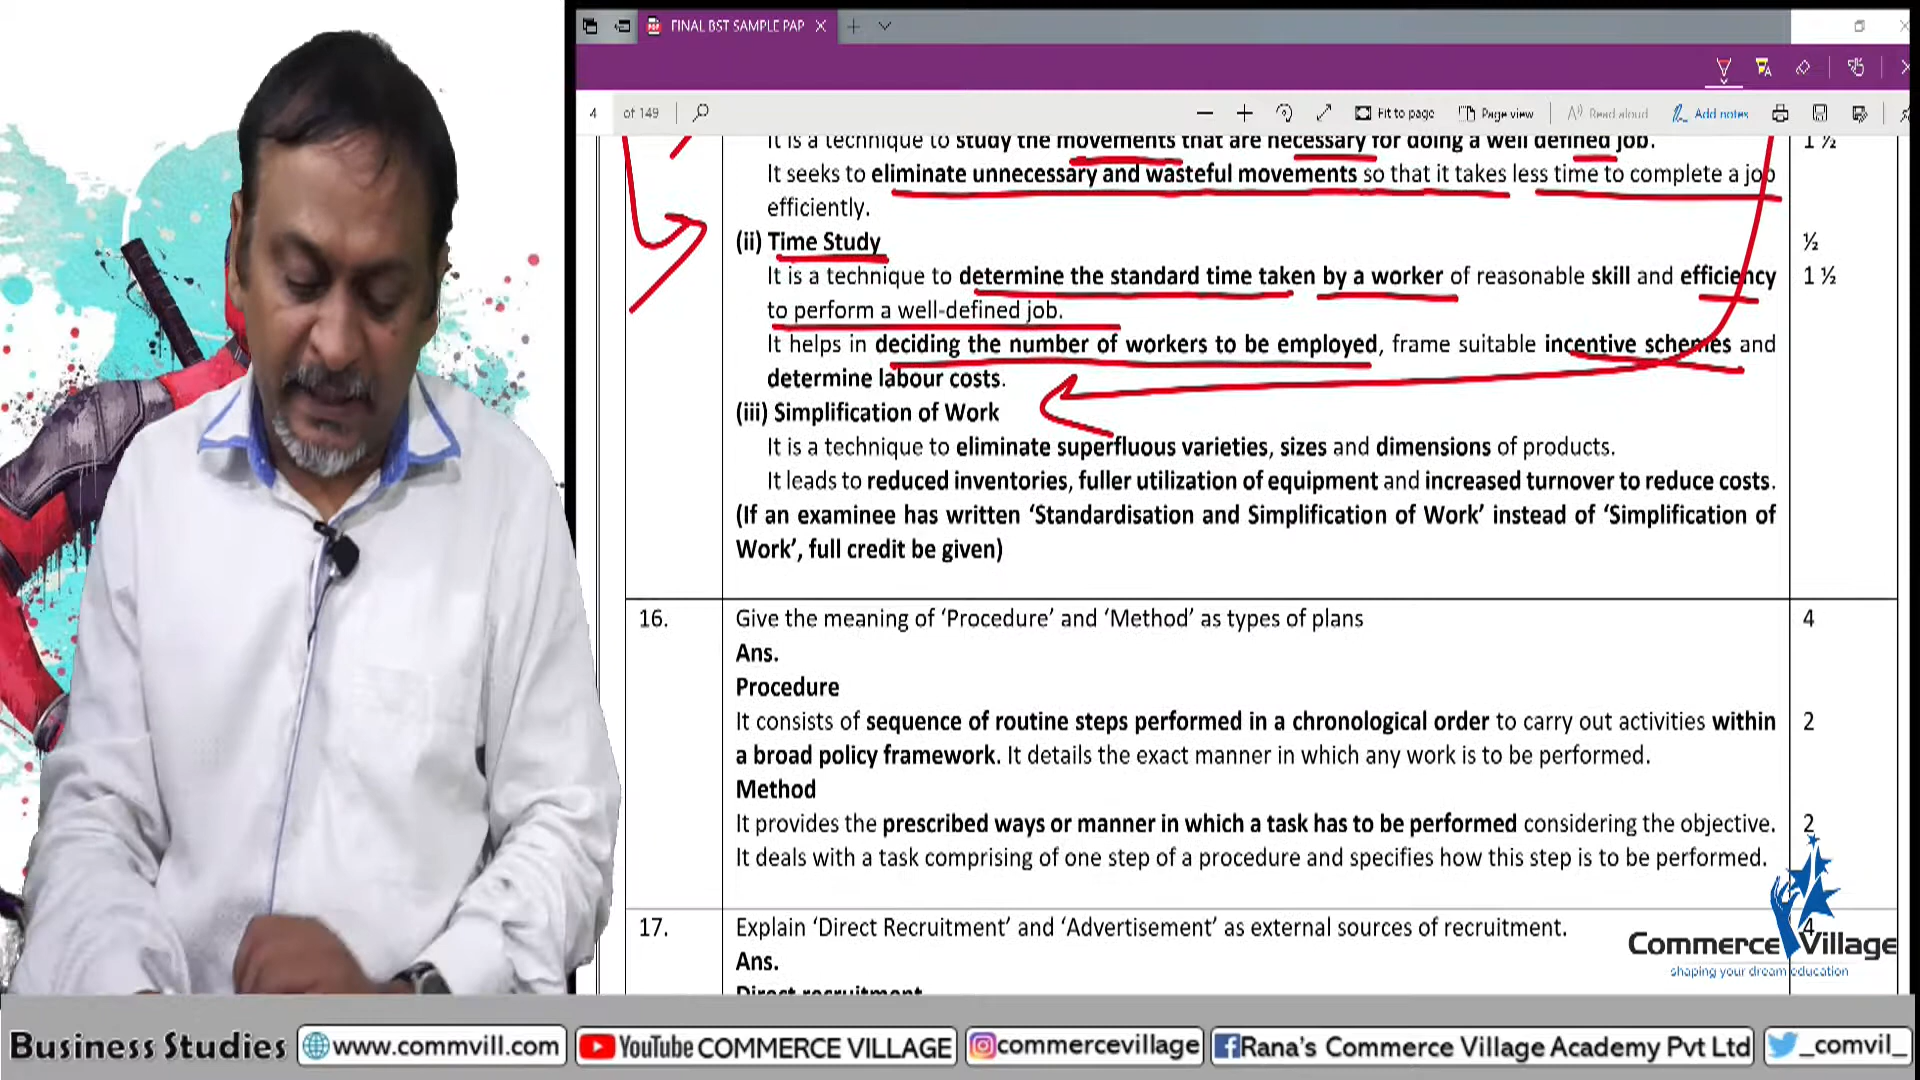 FINAL BST SAMPLE PAP
4 of 149
Fit to page
Page view
Read aloud
Add notes
It is a technique to study the movements that are necessary for doing a well defined job. 1 ½
It seeks to eliminate unnecessary and wasteful movements so that it takes less time to complete a job
efficiently.
(ii) Time Study ½
It is a technique to determine the standard time taken by a worker of reasonable skill and efficiency 1 ½
to perform a well-defined job.
It helps in deciding the number of workers to be employed, frame suitable incentive schemes and
determine labour costs.
(iii) Simplification of Work
It is a technique to eliminate superfluous varieties, sizes and dimensions of products.
It leads to reduced inventories, fuller utilization of equipment and increased turnover to reduce costs.
(If an examinee has written ‘Standardisation and Simplification of Work’ instead of ‘Simplification of
Work’, full credit be given)
16. Give the meaning of ‘Procedure’ and ‘Method’ as types of plans 4
Ans.
Procedure
It consists of sequence of routine steps performed in a chronological order to carry out activities within 2
a broad policy framework. It details the exact manner in which any work is to be performed.
Method
It provides the prescribed ways or manner in which a task has to be performed considering the objective. 2
It deals with a task comprising of one step of a procedure and specifies how this step is to be performed.
17. Explain ‘Direct Recruitment’ and ‘Advertisement’ as external sources of recruitment. 4
Ans.
Direct recruitment
Commerce Village
shaping your dream education
Business Studies
www.commvill.com
YouTube COMMERCE VILLAGE
commercevillage
Rana's Commerce Village Academy Pvt Ltd
_comvil_